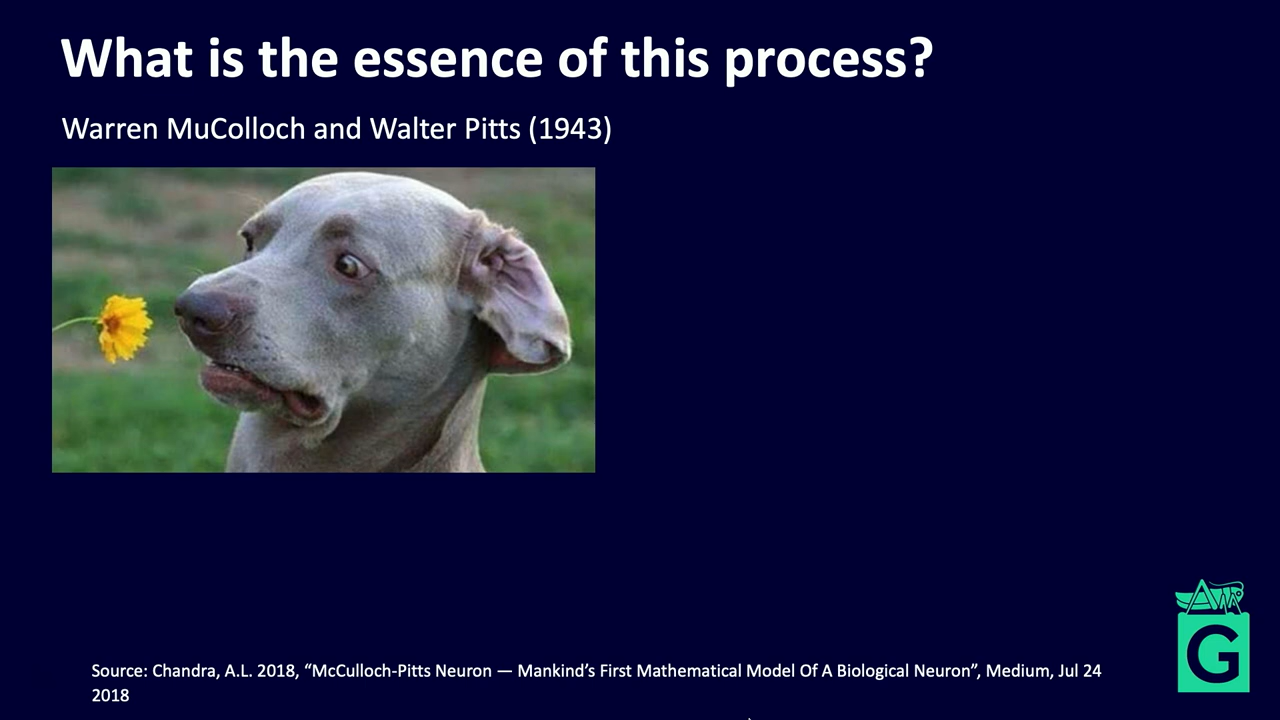 What is the essence of this process?
Warren MuColloch and Walter Pitts (1943)
Source: Chandra, A.L. 2018, “McCulloch-Pitts Neuron — Mankind’s First Mathematical Model Of A Biological Neuron”, Medium, Jul 24
2018
G